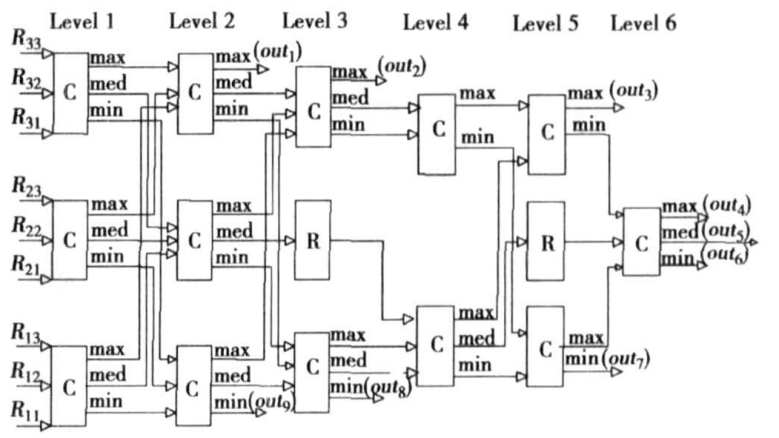 Level 1 Level 2 Level 3 Level 4 Level 5 Level 6
R33
max
max (out1)
R32
C
med
C
med
max (out2)
R31
min
min
C
med
min
C
max
min
C
max (out3)
min
R23
max
max
R22
C
med
C
med
R
R
C
max (out4)
med (out5)
min (out6)
R21
min
min
C
max
med
min
C
max
min (out7)
R13
max
max
C
max
med
min (out8)
R12
C
med
C
med
R11
min
min (out9)